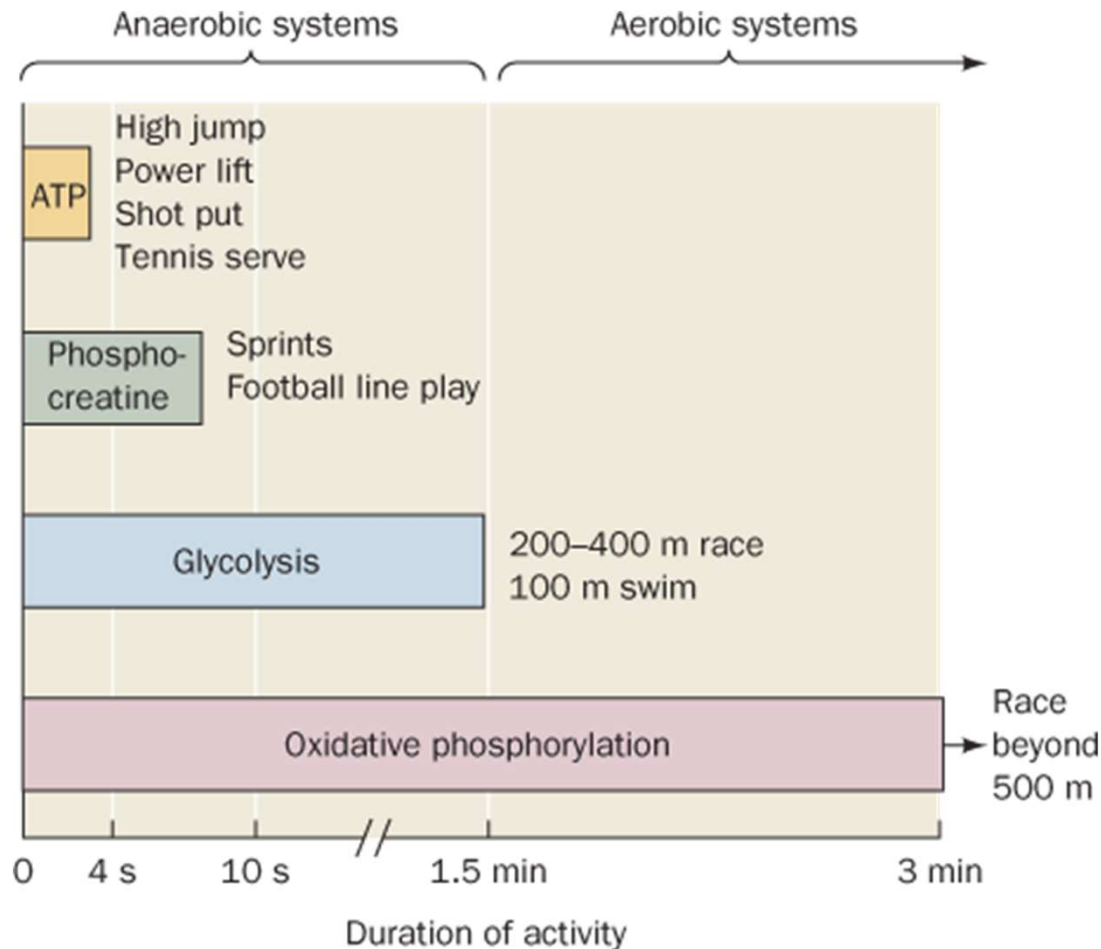 Anaerobic systems
Aerobic systems
ATP
High jump
Power lift
Shot put
Tennis serve
Phospho-
creatine
Sprints
Football line play
Glycolysis
200–400 m race
100 m swim
Oxidative phosphorylation
Race
beyond
500 m
0 4 s 10 s 1.5 min 3 min
Duration of activity